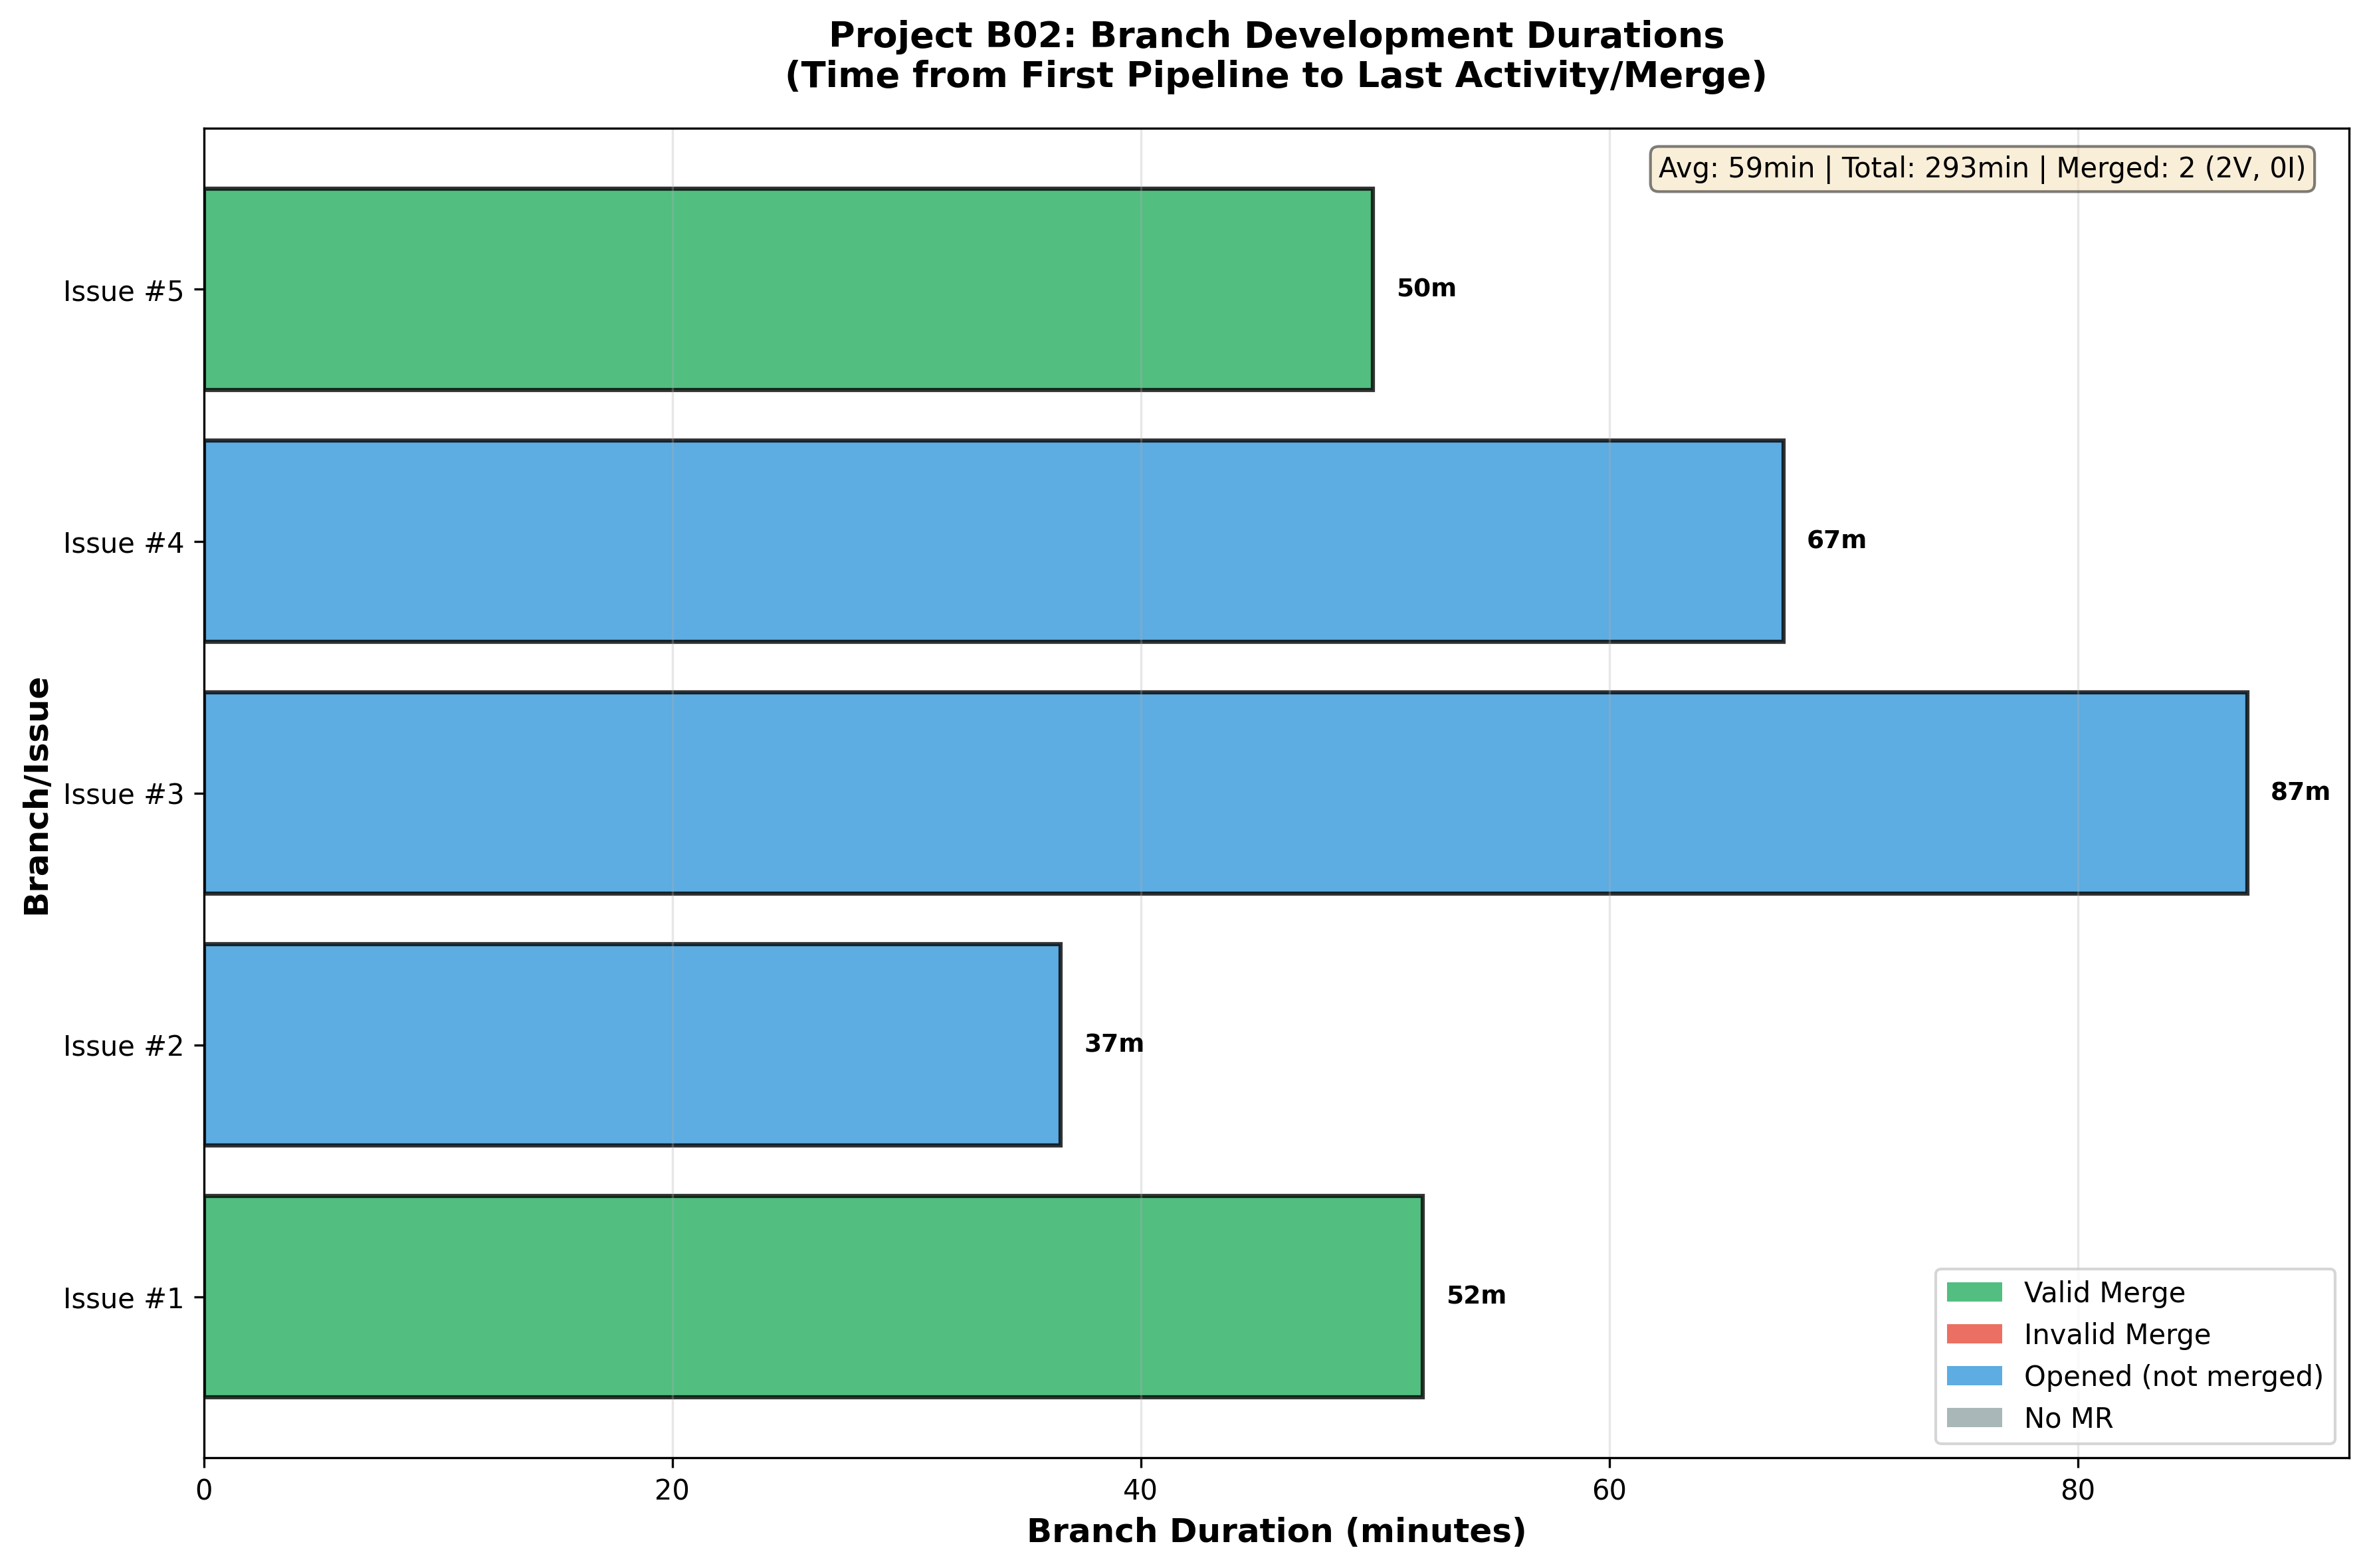 Project B02: Branch Development Durations
(Time from First Pipeline to Last Activity/Merge)
Avg: 59min | Total: 293min | Merged: 2 (2V, 0I)
Branch/Issue
Issue #5
50m
Issue #4
67m
Issue #3
87m
Issue #2
37m
Issue #1
52m
Valid Merge
Invalid Merge
Opened (not merged)
No MR
0 20 40 60 80
Branch Duration (minutes)